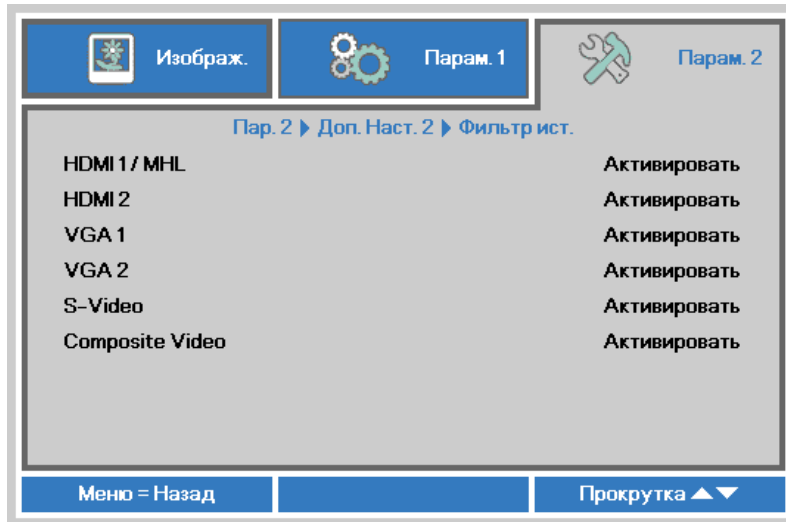 Изображ. Парам. 1 Парам. 2
Пар. 2 ▶ Доп. Наст. 2 ▶ Фильтр ист.
HDMI 1 / MHL Активировать
HDMI 2 Активировать
VGA 1 Активировать
VGA 2 Активировать
S-Video Активировать
Composite Video Активировать
Меню = Назад Прокрутка ▲▼